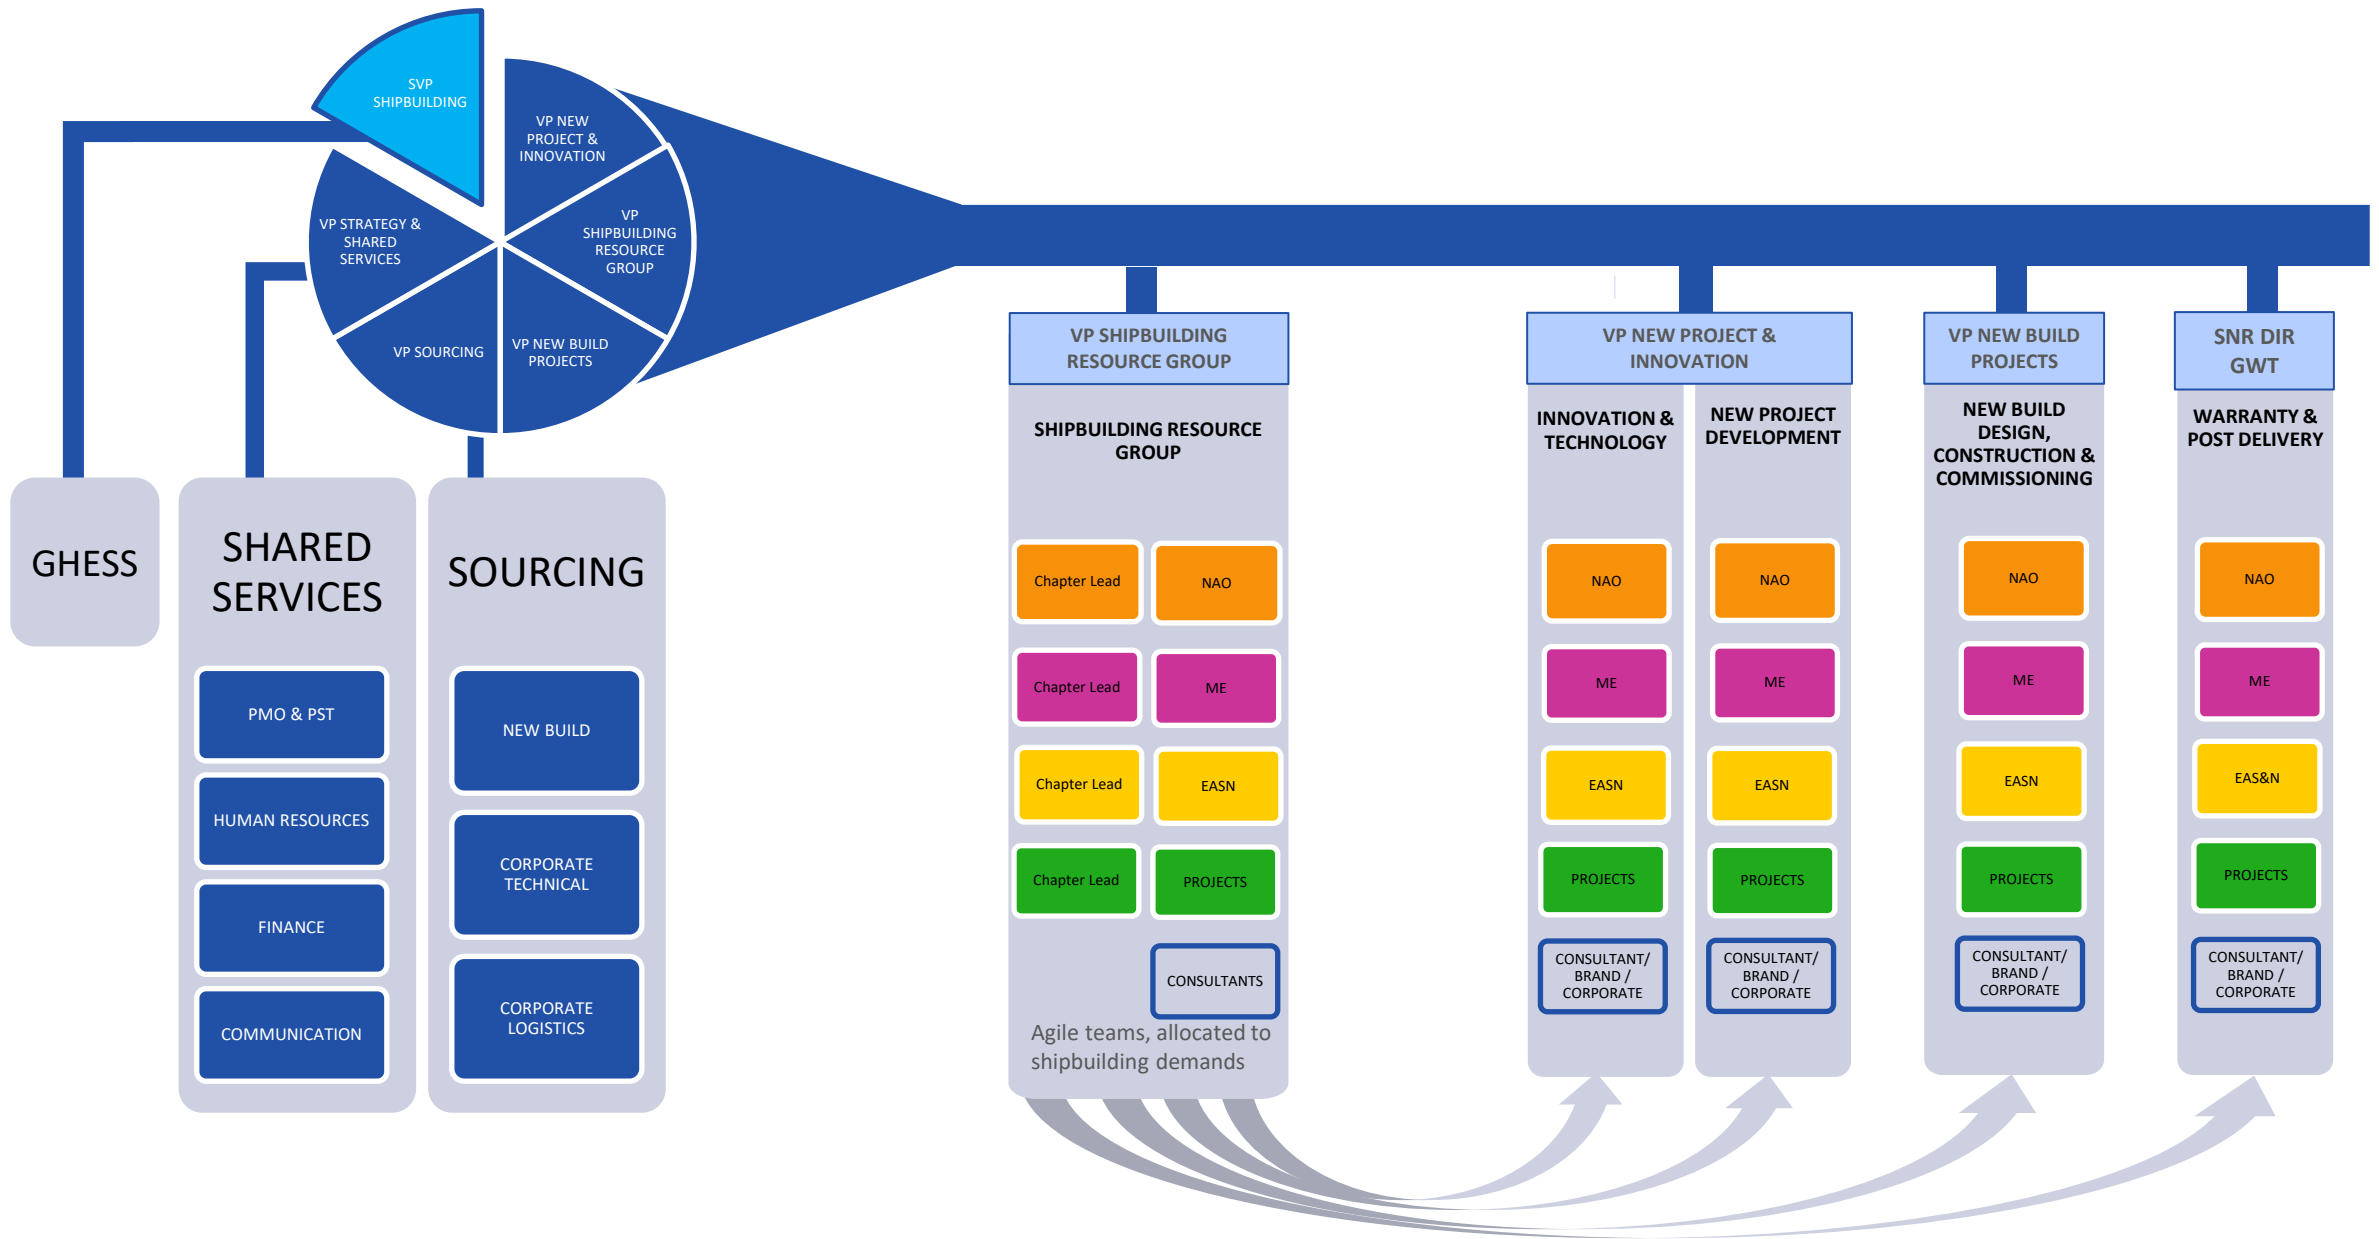 SVP
SHIPBUILDING
VP NEW
PROJECT &
INNOVATION
VP
SHIPBUILDING
RESOURCE
GROUP
VP STRATEGY &
SHARED
SERVICES
VP SOURCING
VP NEW BUILD
PROJECTS
GHESS
SHARED
SERVICES
PMO & PST
HUMAN RESOURCES
FINANCE
COMMUNICATION
SOURCING
NEW BUILD
CORPORATE
TECHNICAL
CORPORATE
LOGISTICS
VP SHIPBUILDING
RESOURCE GROUP
SHIPBUILDING RESOURCE
GROUP
Chapter Lead
NAO
Chapter Lead
ME
Chapter Lead
EASN
Chapter Lead
PROJECTS
CONSULTANTS
Agile teams, allocated to
shipbuilding demands
VP NEW PROJECT &
INNOVATION
INNOVATION &
TECHNOLOGY
NAO
ME
EASN
PROJECTS
CONSULTANT/
BRAND /
CORPORATE
NEW PROJECT
DEVELOPMENT
NAO
ME
EASN
PROJECTS
CONSULTANT/
BRAND /
CORPORATE
VP NEW BUILD
PROJECTS
NEW BUILD
DESIGN,
CONSTRUCTION &
COMMISSIONING
NAO
ME
EASN
PROJECTS
CONSULTANT/
BRAND /
CORPORATE
SNR DIR
GWT
WARRANTY &
POST DELIVERY
NAO
ME
EAS&N
PROJECTS
CONSULTANT/
BRAND /
CORPORATE